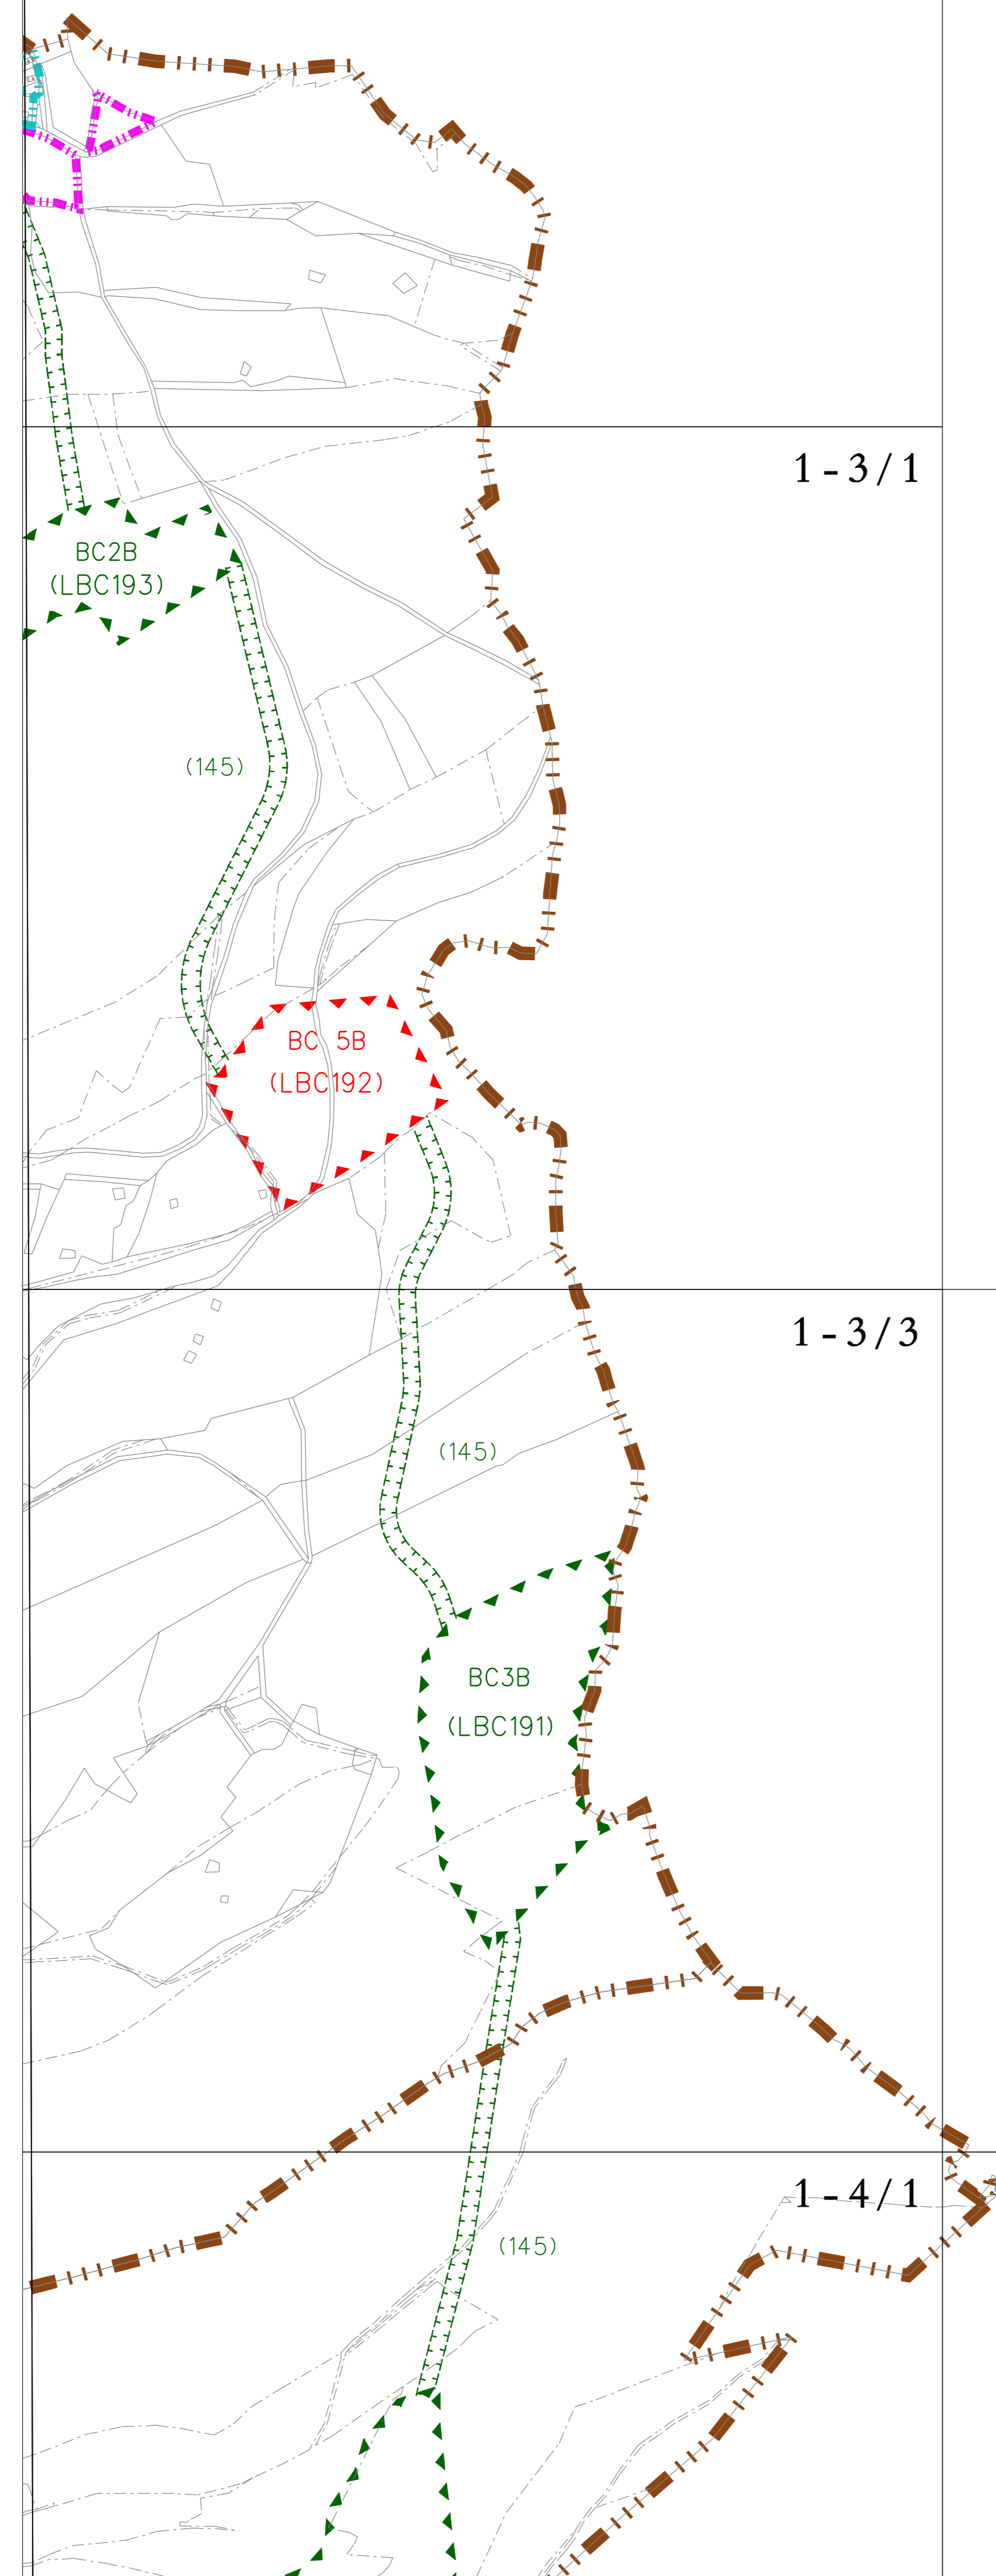 1-3/1
BC2B
(LBC193)
(145)
BC 5B
(LBC192)
1-3/3
(145)
BC3B
(LBC191)
1-4/1
(145)